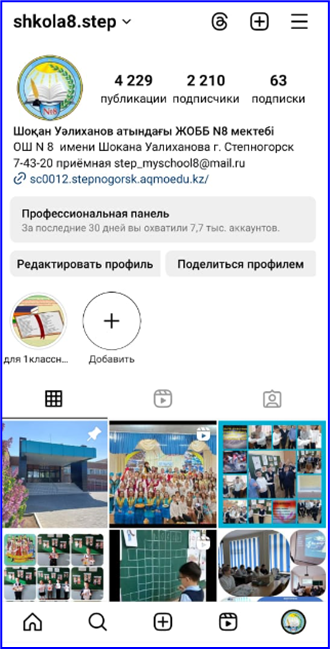 shkola8.step
4 229
2 210
63
публикации
подписчики
подписки
Шоқан Уәлиханов атындағы ЖОББ N8 мектебі
ОШ N 8 имени Шокана Уалиханова г. Степногорск
7-43-20 приёмная step_myschool8@mail.ru
sc0012.stepnogorsk.aqmoedu.kz/
Профессиональная панель
За последние 30 дней вы охватили 7,7 тыс. аккаунтов.
Редактировать профиль
Поделиться профилем
для 1классн...
Добавить